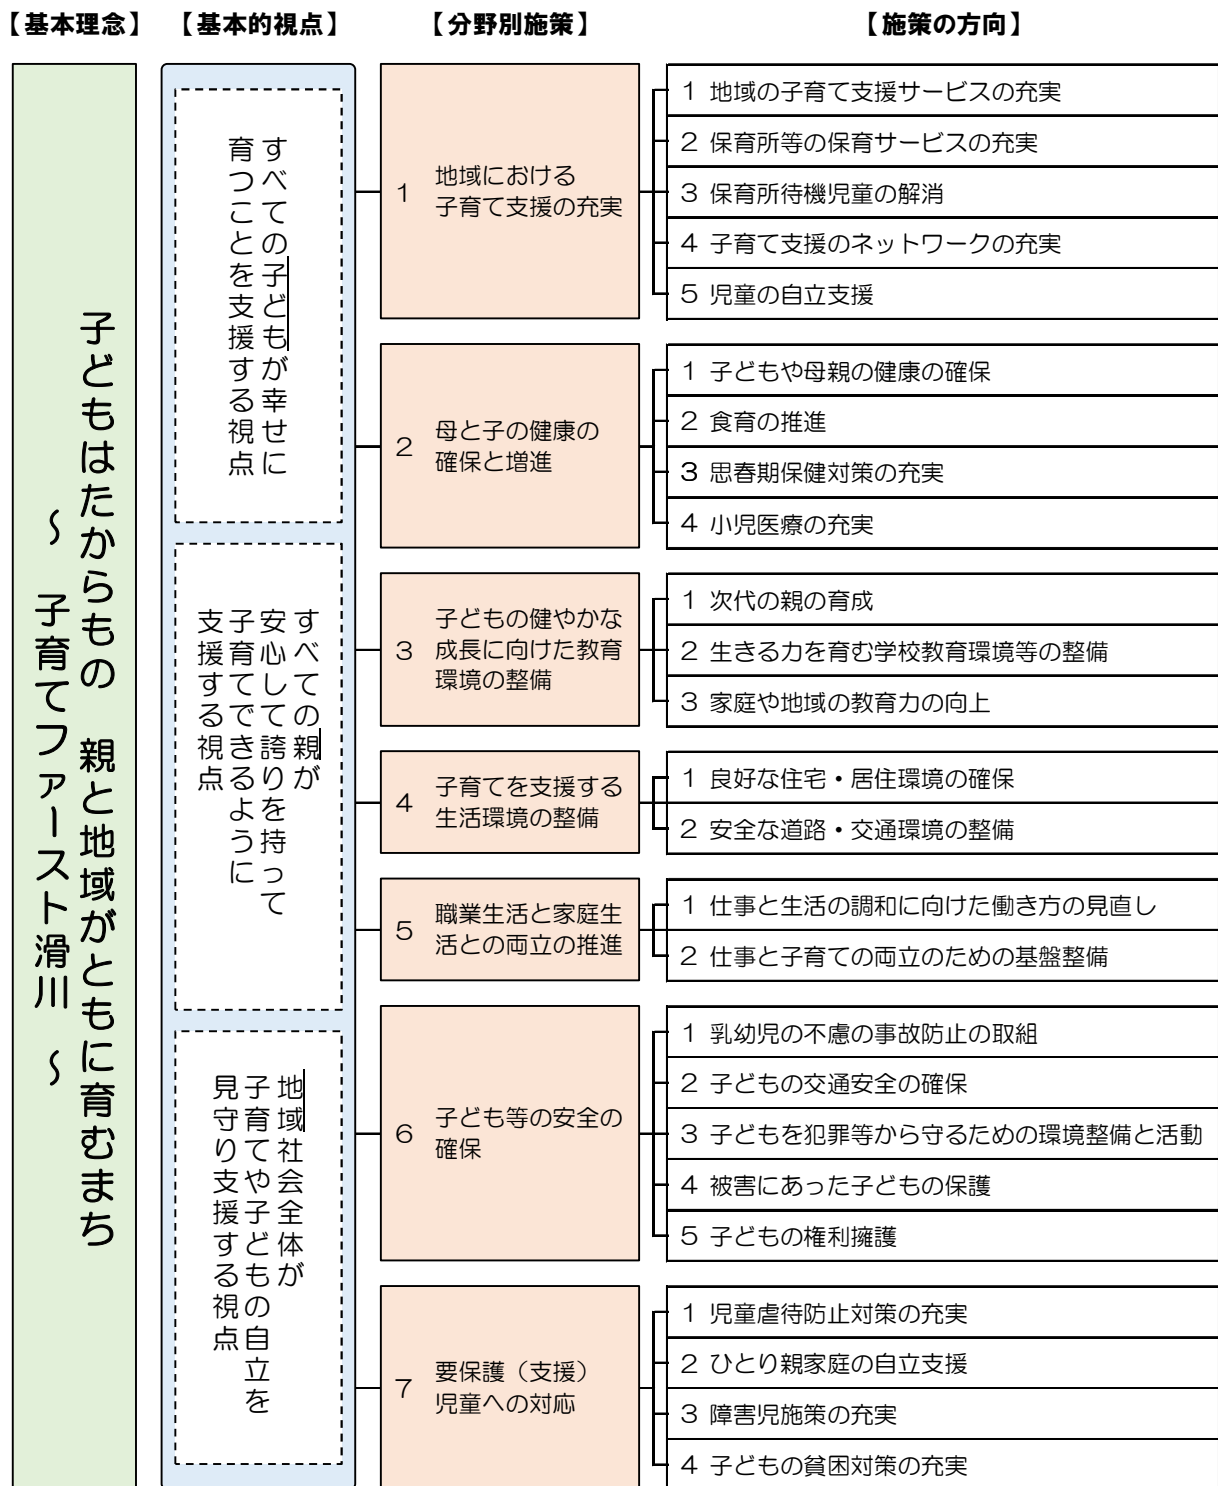 【基本理念】
【基本的視点】
【分野別施策】
【施策の方向】
子どもはたからもの　親と地域がともに育むまち
～　子育てファースト滑川　～
すべての子どもが幸せに
育つことを支援する視点
すべての親が
安心して誇りを持って
子育てできるように
支援する視点
地域社会全体が
子育てや子どもの自立を
見守り支援する視点
1 地域における
子育て支援の充実
1 地域の子育て支援サービスの充実
2 保育所等の保育サービスの充実
3 保育所待機児童の解消
4 子育て支援のネットワークの充実
5 児童の自立支援
2 母と子の健康の
確保と増進
1 子どもや母親の健康の確保
2 食育の推進
3 思春期保健対策の充実
4 小児医療の充実
3 子どもの健やかな
成長に向けた教育
環境の整備
1 次代の親の育成
2 生きる力を育む学校教育環境等の整備
3 家庭や地域の教育力の向上
4 子育てを支援する
生活環境の整備
1 良好な住宅・居住環境の確保
2 安全な道路・交通環境の整備
5 職業生活と家庭生
活との両立の推進
1 仕事と生活の調和に向けた働き方の見直し
2 仕事と子育ての両立のための基盤整備
6 子ども等の安全の
確保
1 乳幼児の不慮の事故防止の取組
2 子どもの交通安全の確保
3 子どもを犯罪等から守るための環境整備と活動
4 被害にあった子どもの保護
5 子どもの権利擁護
7 要保護（支援）
児童への対応
1 児童虐待防止対策の充実
2 ひとり親家庭の自立支援
3 障害児施策の充実
4 子どもの貧困対策の充実